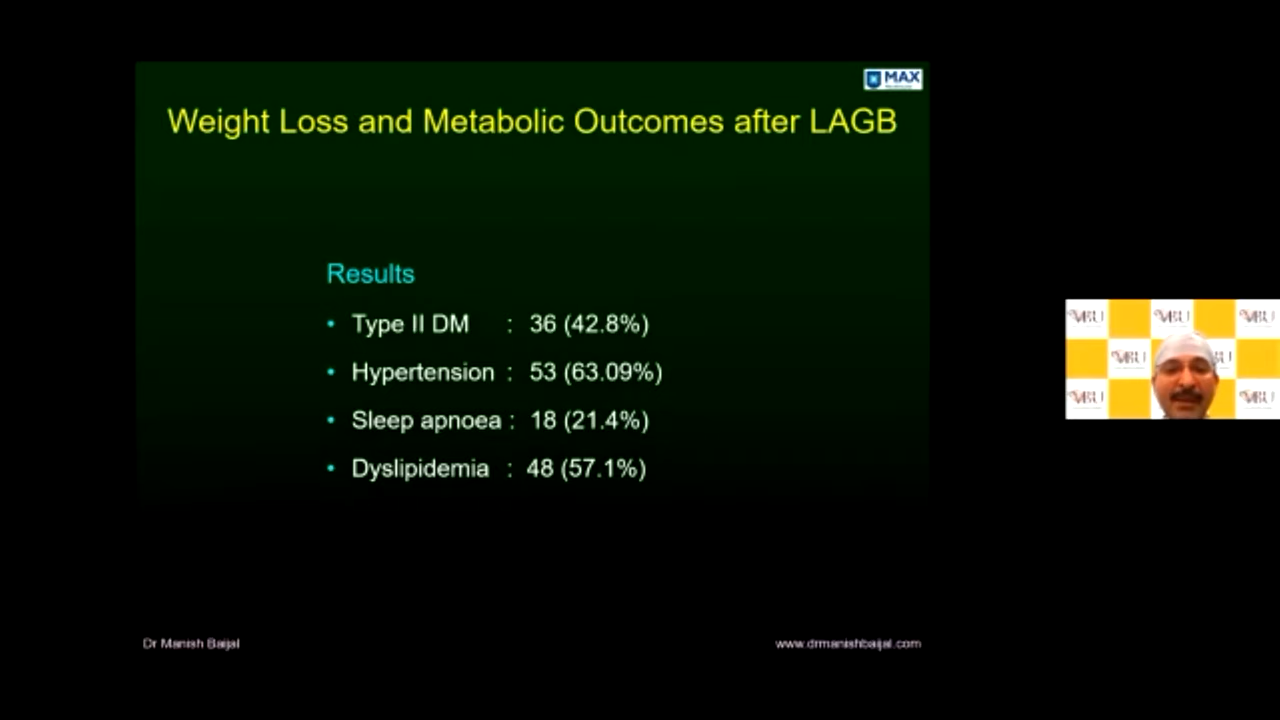 MAX
Weight Loss and Metabolic Outcomes after LAGB
Results
• Type II DM : 36 (42.8%)
• Hypertension : 53 (63.09%)
• Sleep apnoea : 18 (21.4%)
• Dyslipidemia : 48 (57.1%)
Dr Manish Baijal
www.drmanishbaijal.com